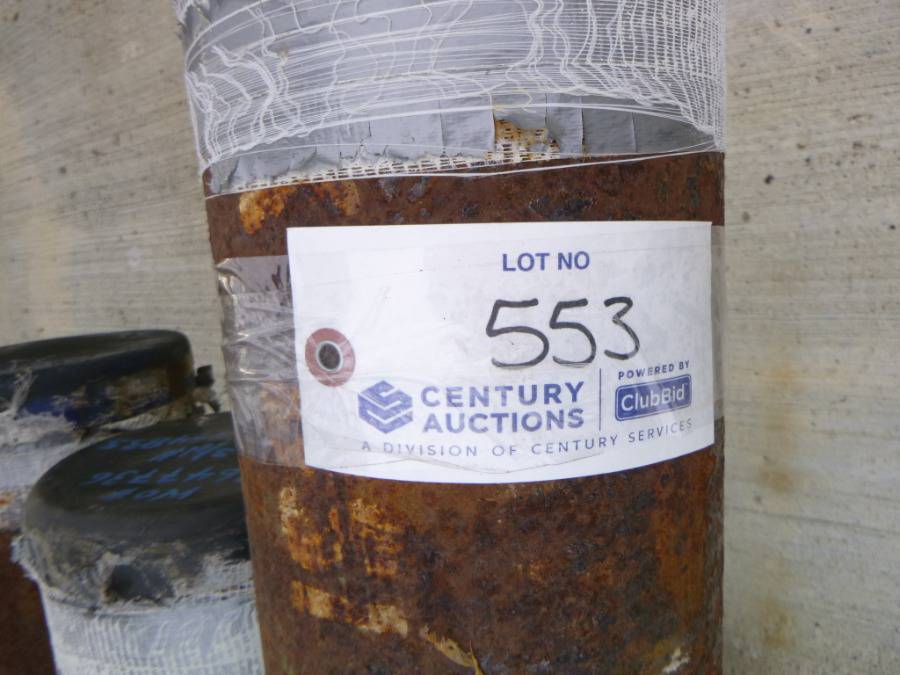 LOT NO
553
CENTURY
AUCTIONS
POWERED BY
ClubBid
A DIVISION OF CENTURY SERVICES